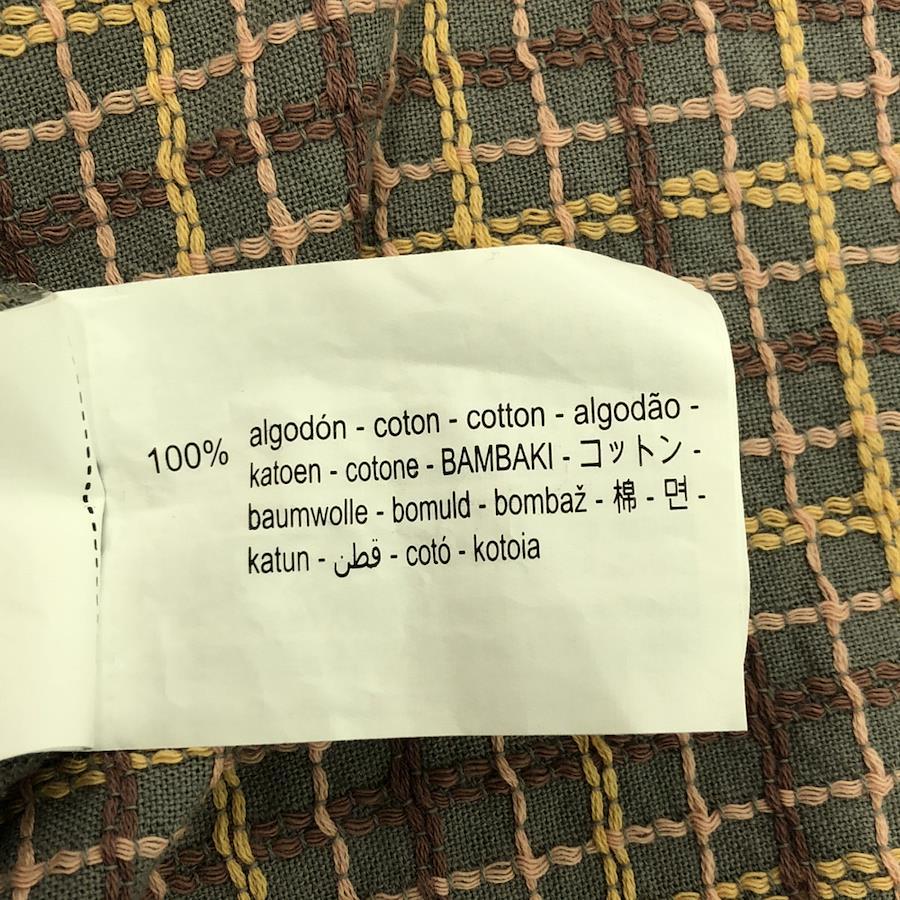 100% algodón - coton - cotton - algodão -
katoen - cotone - BAMBAKI - コットン -
baumwolle - bomuld - bombaž - 棉 - 면 -
katun - قطن - cotó - kotoia